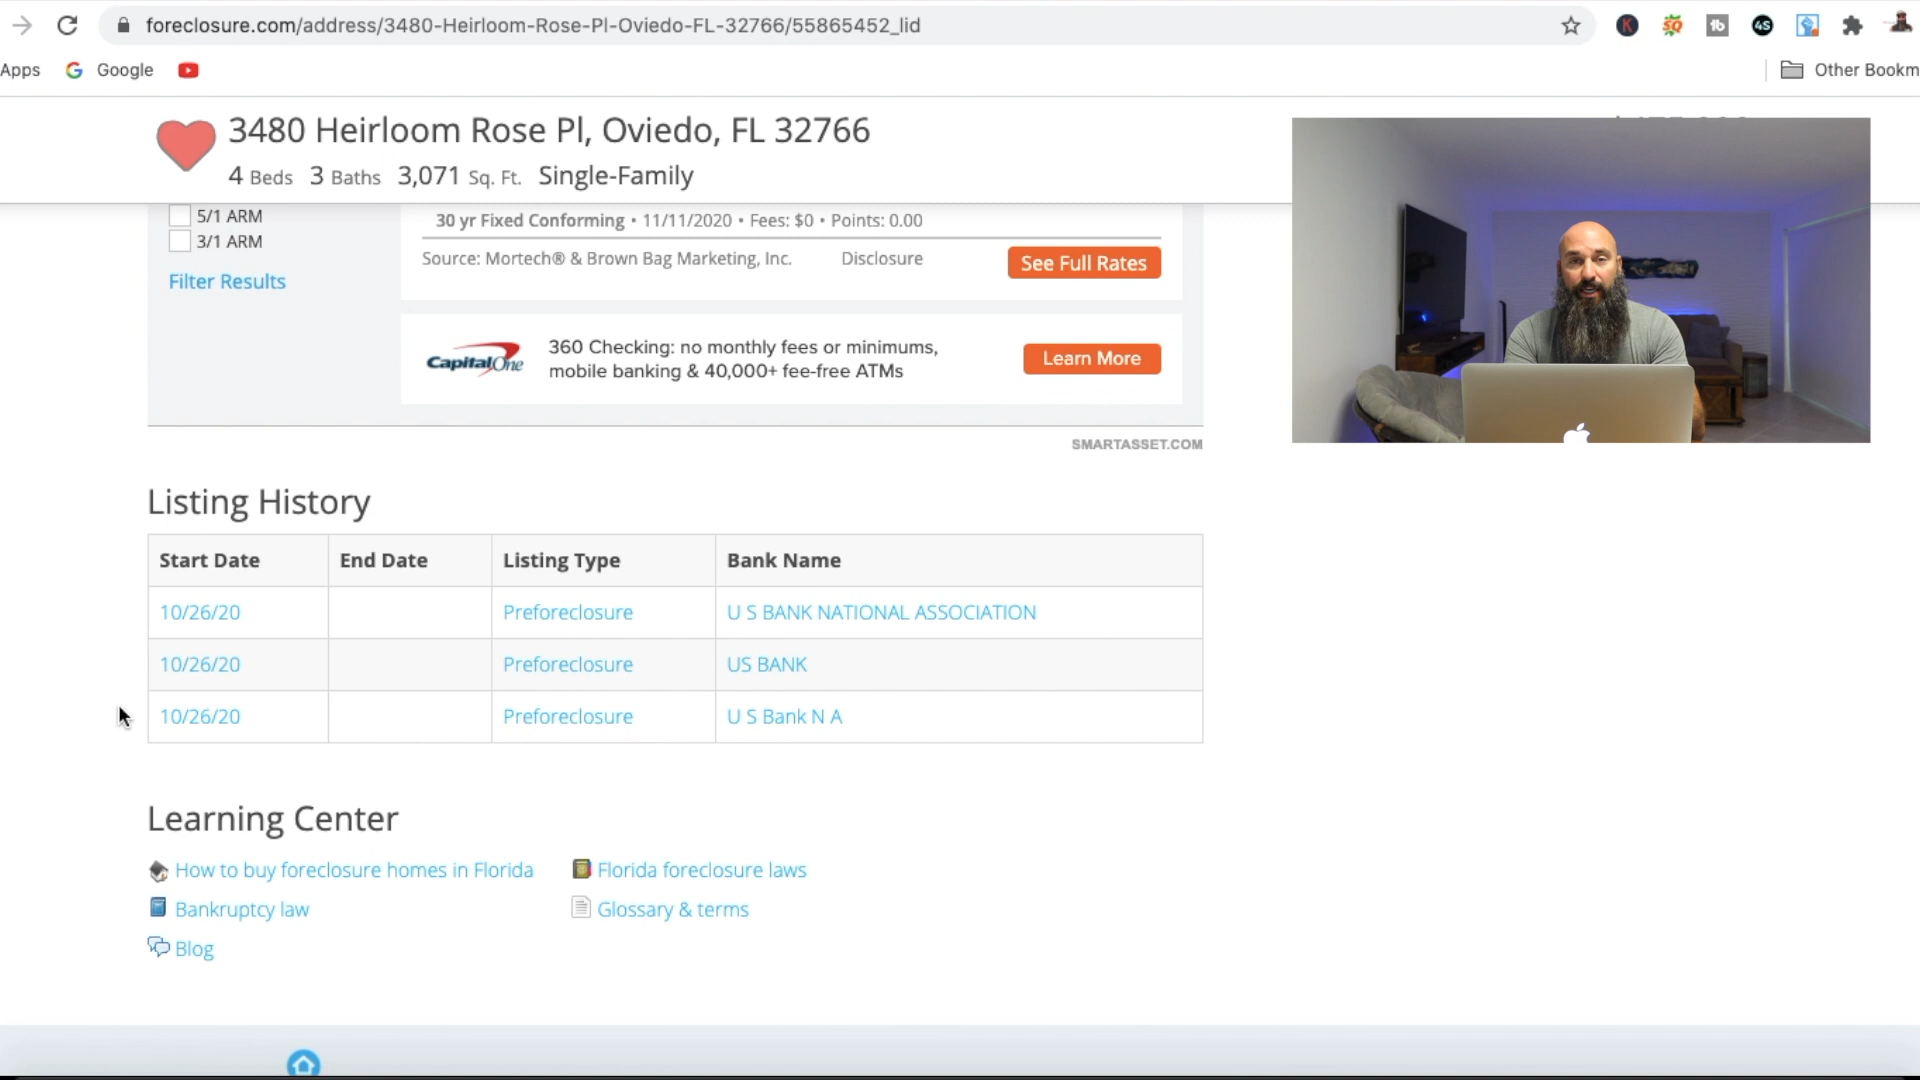 foreclosure.com/address/3480-Heirloom-Rose-Pl-Oviedo-FL-32766/55865452_lid
Apps Google Other Bookm
3480 Heirloom Rose Pl, Oviedo, FL 32766
4 Beds 3 Baths 3,071 Sq. Ft. Single-Family
5/1 ARM
3/1 ARM
Filter Results
30 yr Fixed Conforming • 11/11/2020 • Fees: $0 • Points: 0.00
Source: Mortech® & Brown Bag Marketing, Inc. Disclosure See Full Rates
CapitalOne
360 Checking: no monthly fees or minimums,
mobile banking & 40,000+ fee-free ATMs
Learn More
SMARTASSET.COM
Listing History
Start Date End Date Listing Type Bank Name
10/26/20 Preforeclosure U S BANK NATIONAL ASSOCIATION
10/26/20 Preforeclosure US BANK
10/26/20 Preforeclosure U S Bank N A
Learning Center
How to buy foreclosure homes in Florida Florida foreclosure laws
Bankruptcy law Glossary & terms
Blog